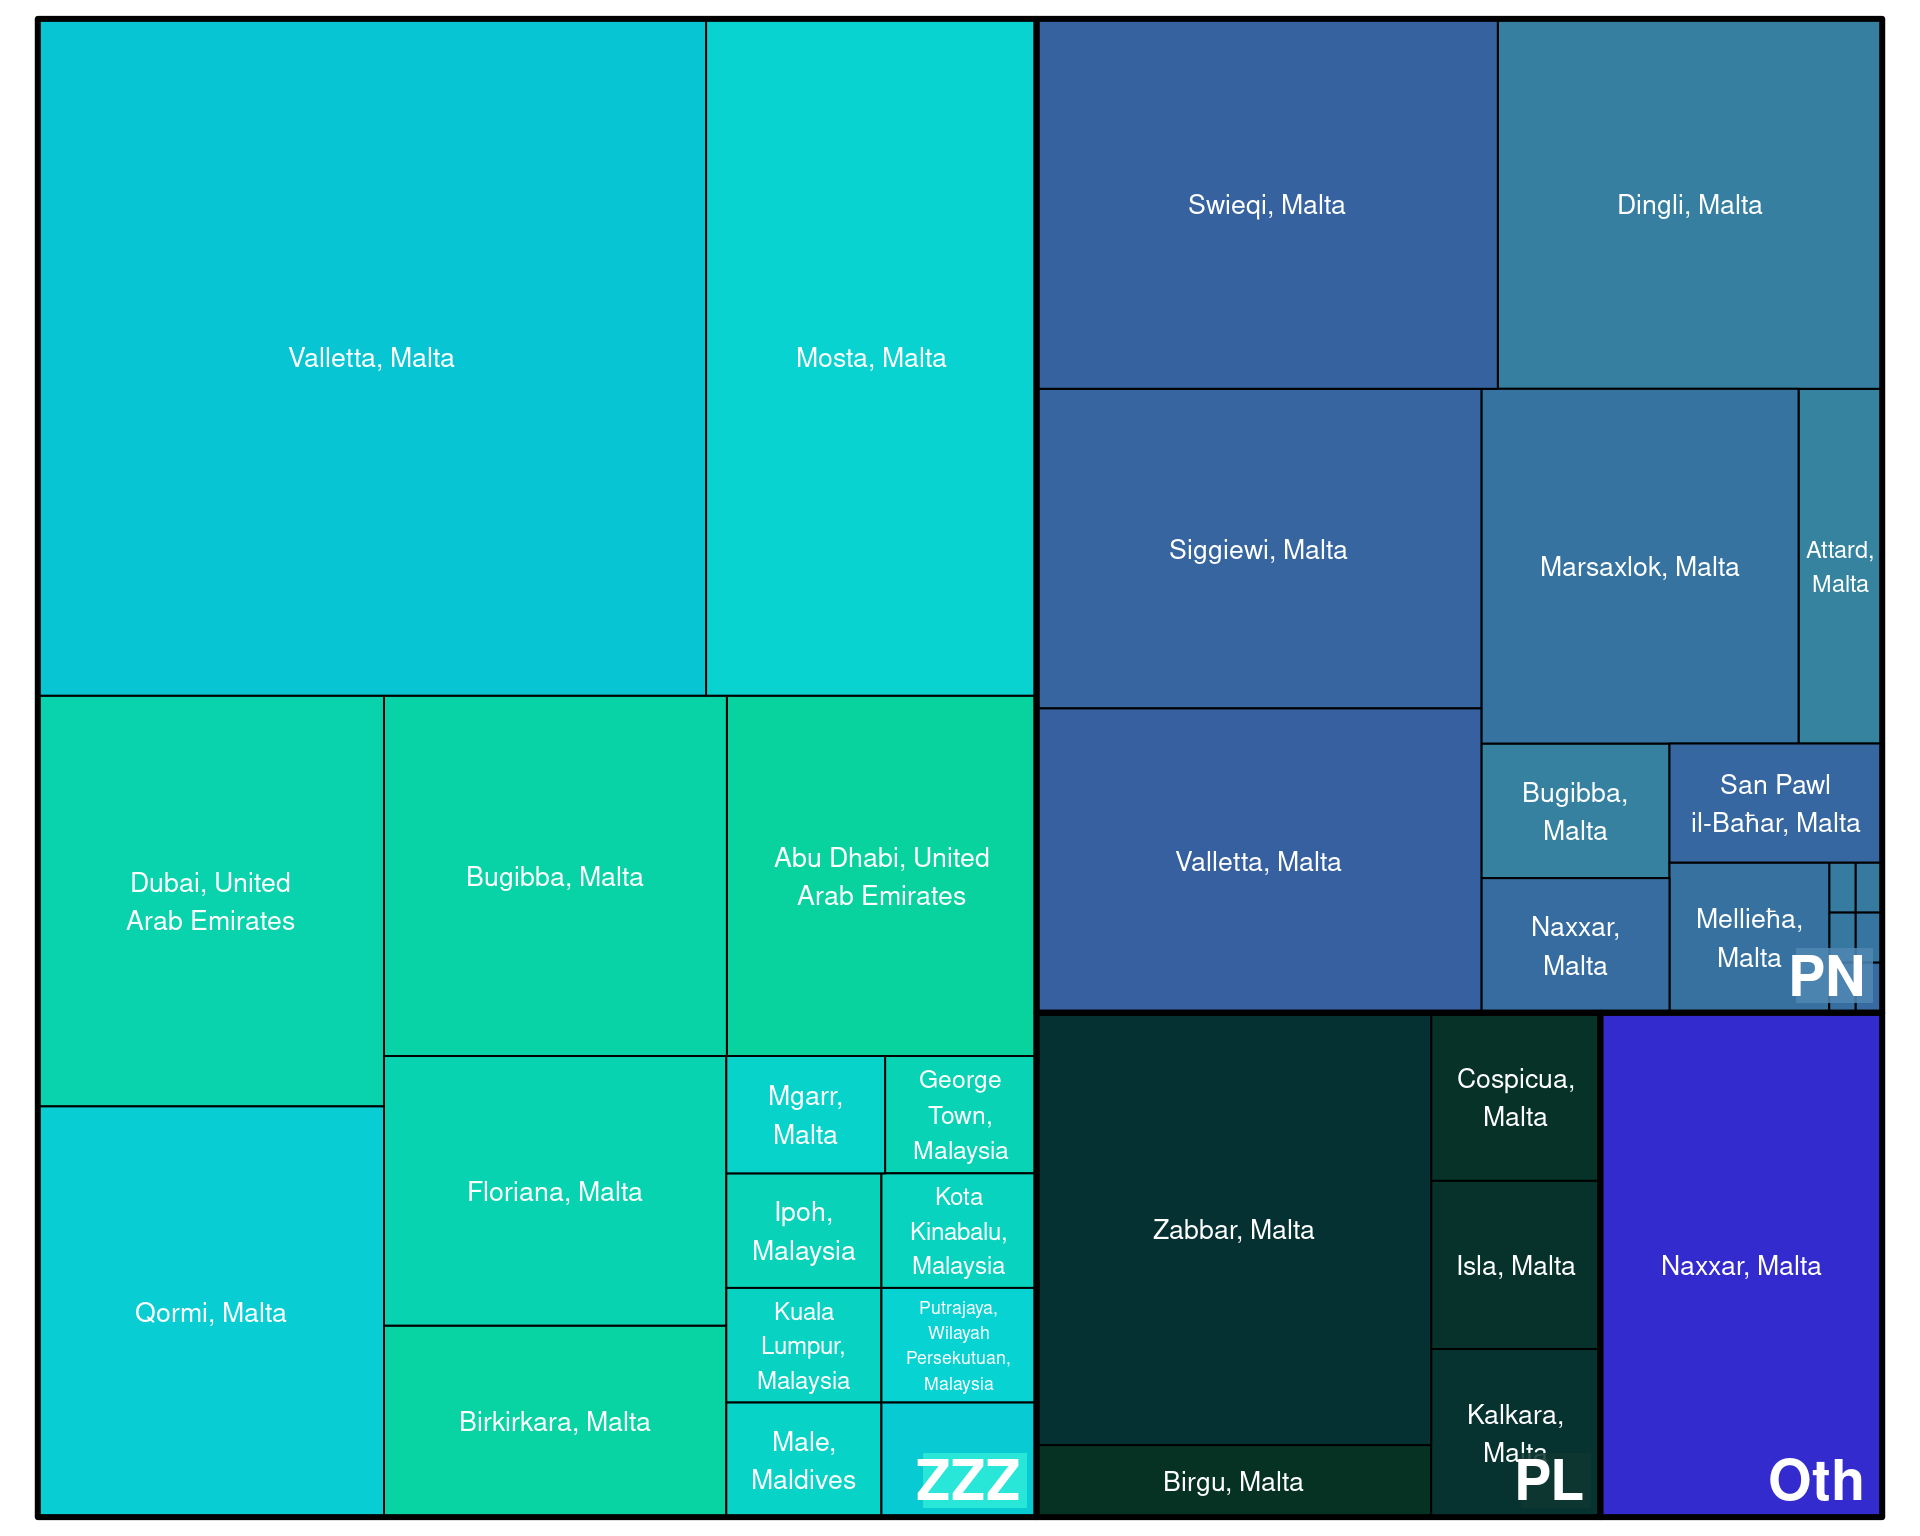 Valletta, Malta
Mosta, Malta
Dubai, United
Arab Emirates
Bugibba, Malta
Abu Dhabi, United
Arab Emirates
Qormi, Malta
Floriana, Malta
Birkirkara, Malta
Mgarr,
Malta
George
Town,
Malaysia
Ipoh,
Malaysia
Kota
Kinabalu,
Malaysia
Kuala
Lumpur,
Malaysia
Putrajaya,
Wilayah
Persekutuan,
Malaysia
Male,
Maldives
ZZZ
Swieqi, Malta
Dingli, Malta
Siggiewi, Malta
Marsaxlok, Malta
Attard,
Malta
Valletta, Malta
Bugibba,
Malta
San Pawl
il-Baħar, Malta
Naxxar,
Malta
Mellieħa,
Malta
PN
Zabbar, Malta
Birgu, Malta
Cospicua,
Malta
Isla, Malta
Kalkara,
Malta
PL
Naxxar, Malta
Oth